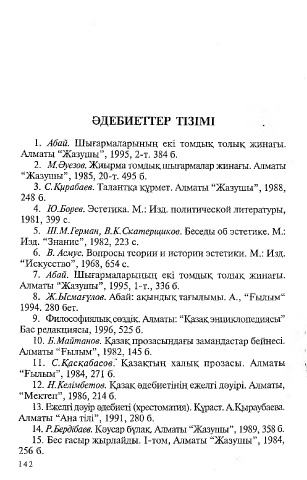 ӘДЕБИЕТТЕР ТІЗІМІ
1. Абай. Шығармаларының екі томдық толық жинағы.
Алматы "Жазушы", 1995, 2-т. 384 б.
2. М.Әуезов. Жиырма томдық шығармалар жинағы. Алматы
"Жазушы", 1985, 20-т. 495 б.
3. С.Қирабаев. Талантқа құрмет. Алматы "Жазушы", 1988,
248 б.
4. Ю.Борев. Эстетика. М.: Изд. политической литературы,
1981, 399 с.
5. Ш.М.Герман, В.К.Скатерщиков. Беседы об эстетике. М.:
Изд. "Знание", 1982, 223 с.
6. В. Асмус. Вопросы теории и истории эстетики. М.: Изд.
"Искусство", 1968, 654 с.
7. Абай. Шығармаларының екі томдық толық жинағы.
Алматы "Жазушы", 1995, 1-т., 336 б.
8. Ж.Ысмағұлов. Абай: ақындық тағылымы. А., "Ғылым"
1994. 280 бет.
9. Философиялық сөздік. Алматы: "Қазақ энциклопедиясы"
Бас редакциясы, 1996, 525 б.
10. Б.Майтанов. Қазақ прозасындағы замандастар бейнесі.
Алматы "Ғылым", 1982, 145 б.
11. С.Қасқабасов. Қазақтың халық прозасы. Алматы
"Ғылым", 1984, 271 б.
12. Н.Келімбетов. Қазақ әдебиетінің ежелгі дәуірі. Алматы,
"Мектеп", 1986, 214 б.
13. Ежелгі дәуір әдебиеті (хрестоматия). Құраст. А.Қыраубаева.
Алматы "Ана тілі", 1991, 280 б.
14. Р.Бердібаев. Қәусар бұлақ. Алматы "Жазушы", 1989, 358 б.
15. Бес ғасыр жырлайды. І-том, Алматы "Жазушы", 1984,
256 б.
142